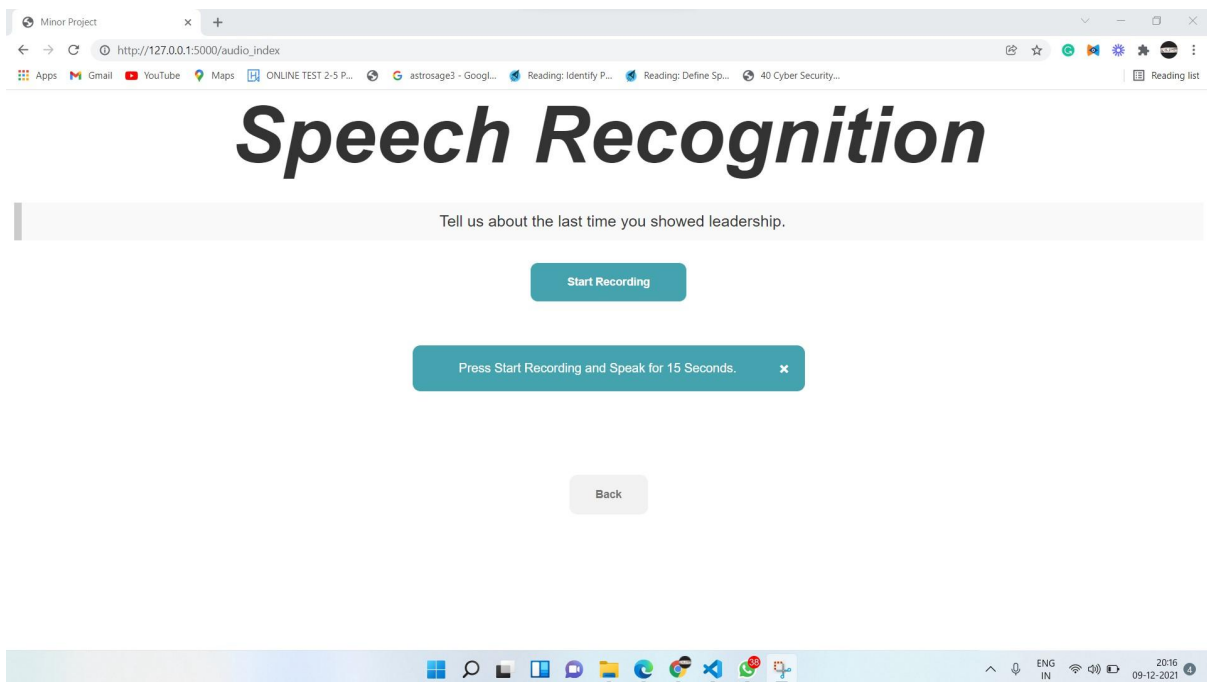 Minor Project
http://127.0.0.1:5000/audio_index
Apps Gmail YouTube Maps ONLINE TEST 2-5 P... astrosage3 - Googl... Reading: Identify P... Reading: Define Sp... 40 Cyber Security... Reading list
Speech Recognition
Tell us about the last time you showed leadership.
Start Recording
Press Start Recording and Speak for 15 Seconds.
Back
38
ENG 20:16
IN 09-12-2021 4